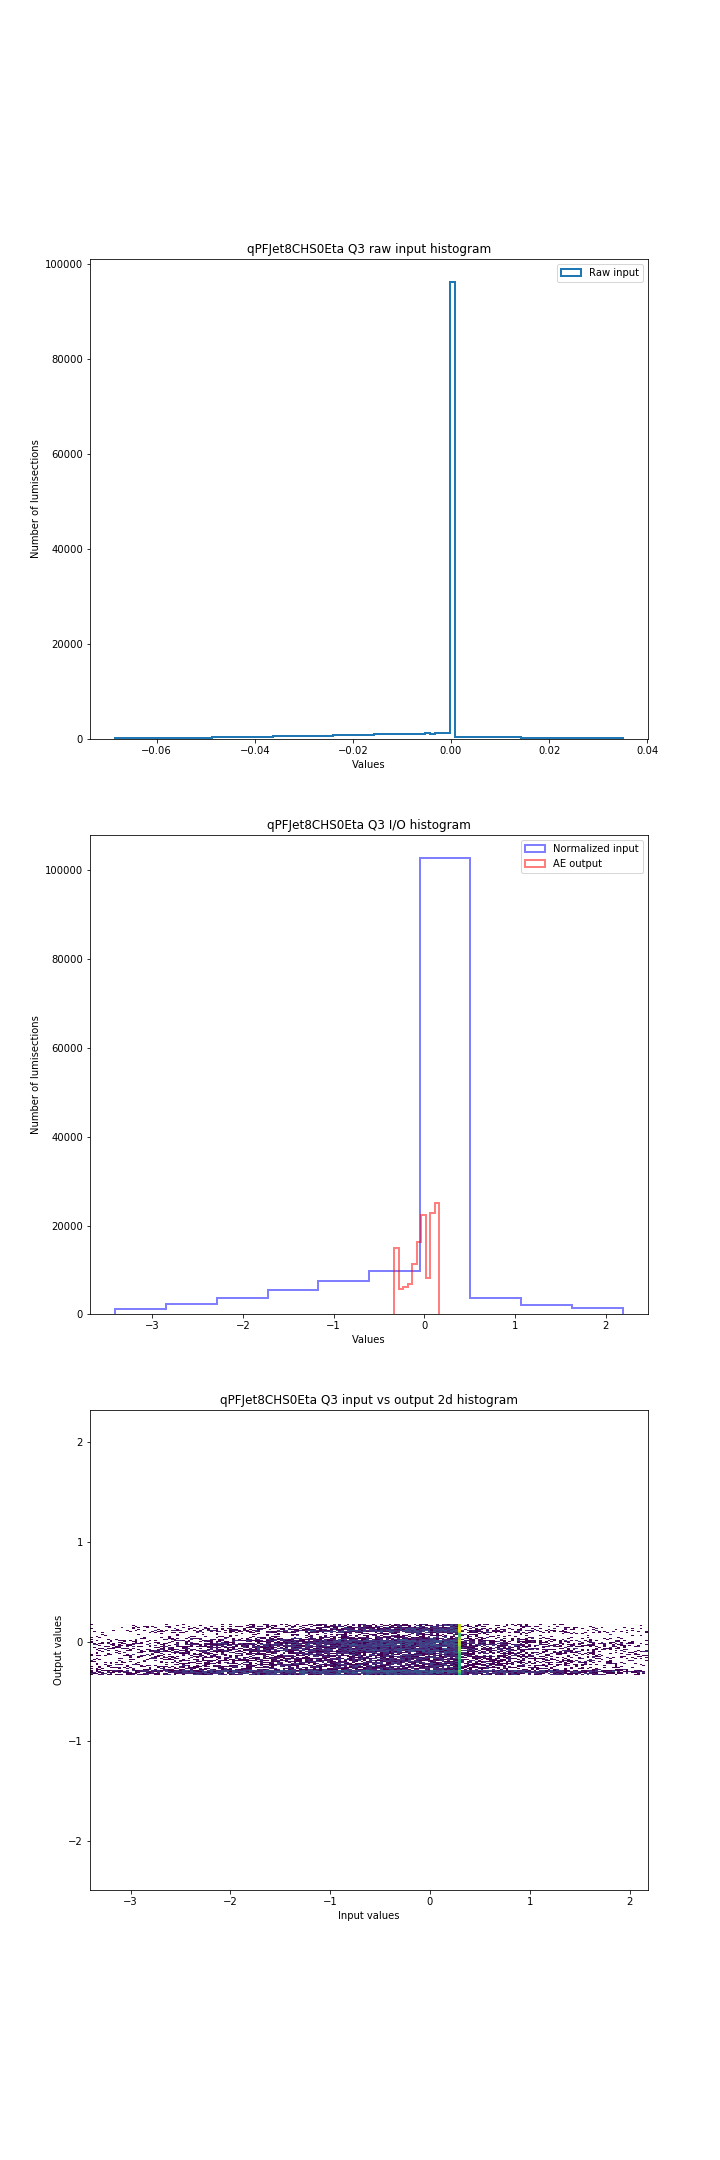 qPFJet8CHS0Eta Q3 raw input histogram
100000
80000
60000
40000
20000
0
Number of lumisections
Raw input
−0.06 −0.04 −0.02 0.00 0.02 0.04
Values
qPFJet8CHS0Eta Q3 I/O histogram
100000
80000
60000
40000
20000
0
Number of lumisections
Normalized input
AE output
−3 −2 −1 0 1 2
Values
qPFJet8CHS0Eta Q3 input vs output 2d histogram
2
1
0
−1
−2
Output values
−3 −2 −1 0 1 2
Input values